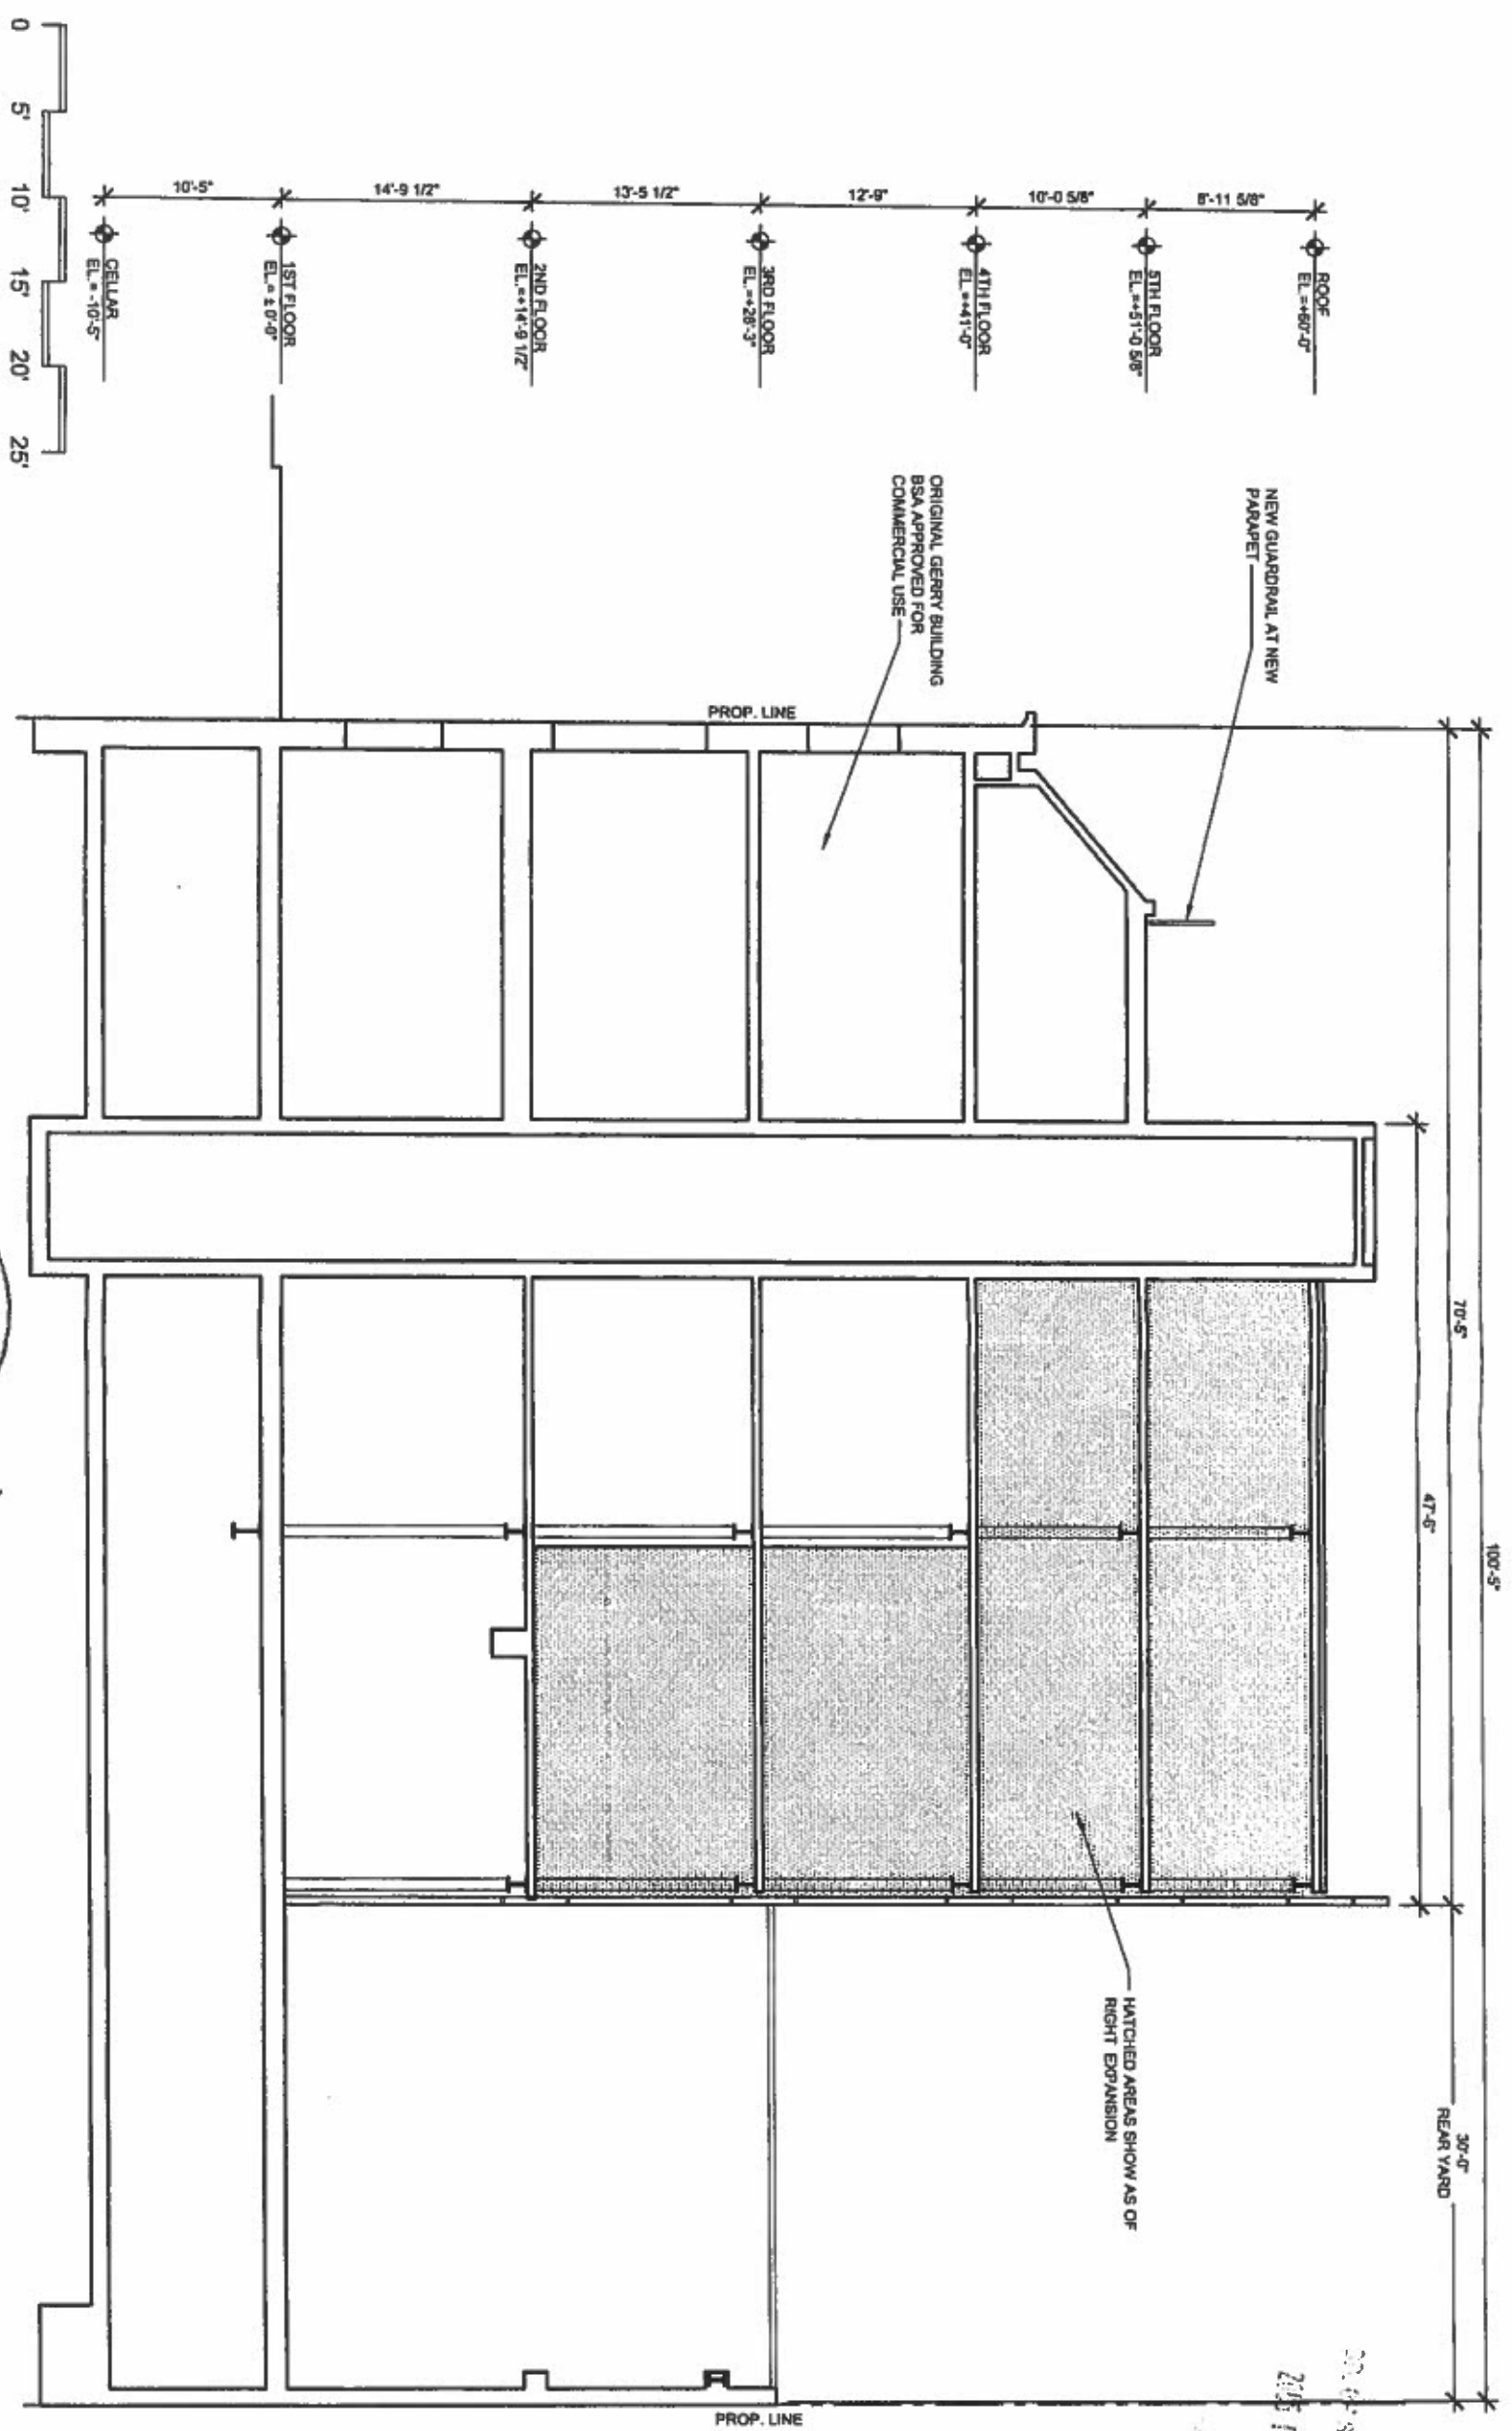 100'-5"
70'-5"
30'-0"
REAR YARD
47'-6"
ROOF
EL.=+60'-0"
8'-11 5/8"
NEW GUARDRAIL AT NEW
PARAPET
5TH FLOOR
EL.=+51'-0 5/8"
10'-0 5/8"
HATCHED AREAS SHOW AS OF
RIGHT EXPANSION
4TH FLOOR
EL.=+41'-0"
12'-9"
ORIGINAL GERRY BUILDING
BSA APPROVED FOR
COMMERCIAL USE
3RD FLOOR
EL.=+28'-3"
13'-5 1/2"
PROP. LINE
PROP. LINE
2ND FLOOR
EL.=+14'-9 1/2"
14'-9 1/2"
1ST FLOOR
EL.= ± 0'-0"
10'-5"
CELLAR
EL.= -10'-5"
0 5' 10' 15' 20' 25'